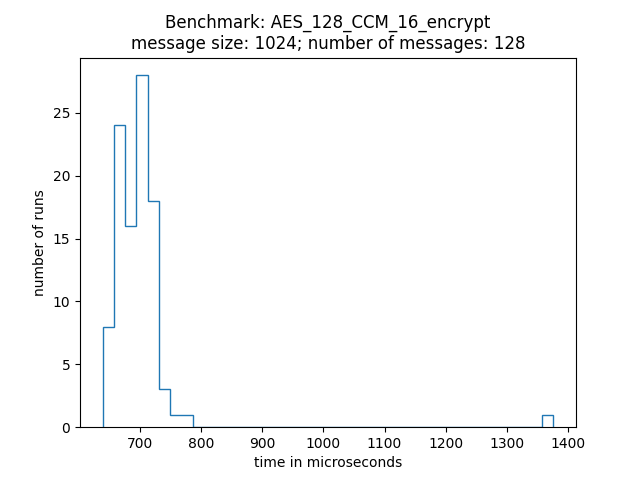 Benchmark: AES_128_CCM_16_encrypt
message size: 1024; number of messages: 128
number of runs
25
20
15
10
5
0
700 800 900 1000 1100 1200 1300 1400
time in microseconds